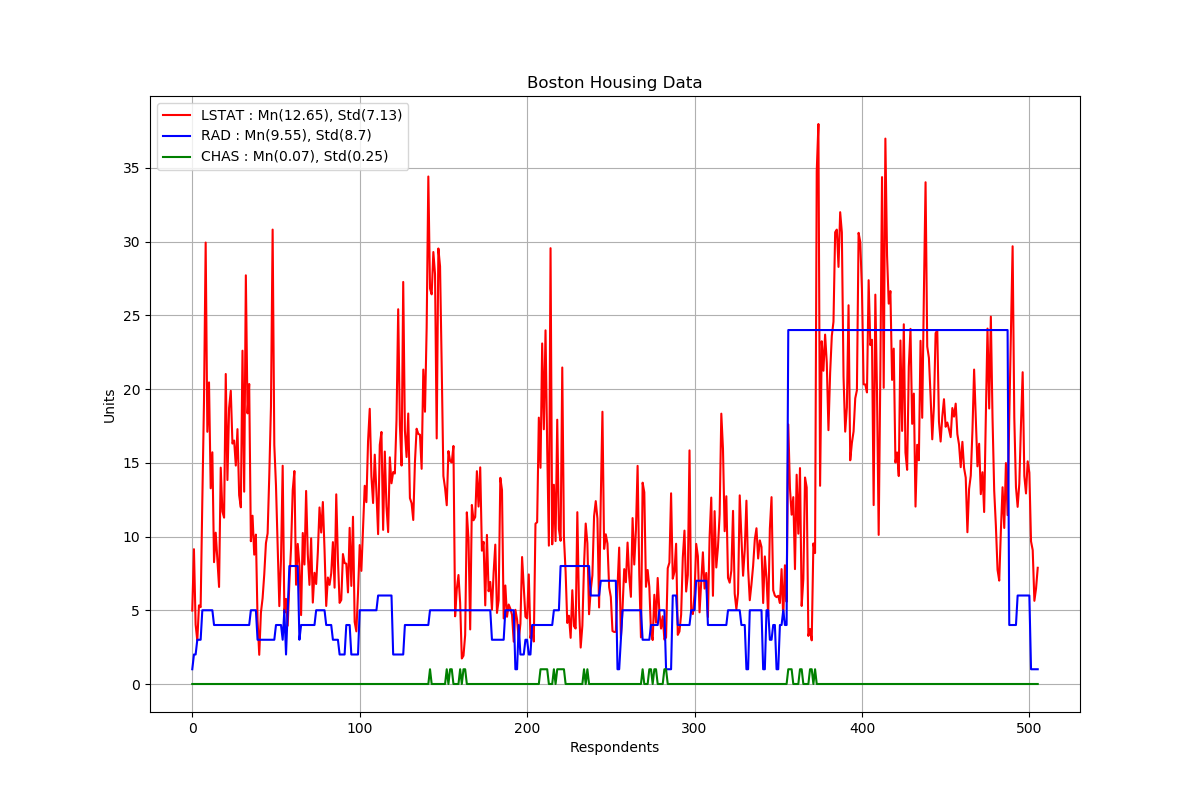 Boston Housing Data
LSTAT : Mn(12.65), Std(7.13)
RAD : Mn(9.55), Std(8.7)
CHAS : Mn(0.07), Std(0.25)
35
30
25
20
15
10
5
0
Units
0 100 200 300 400 500
Respondents